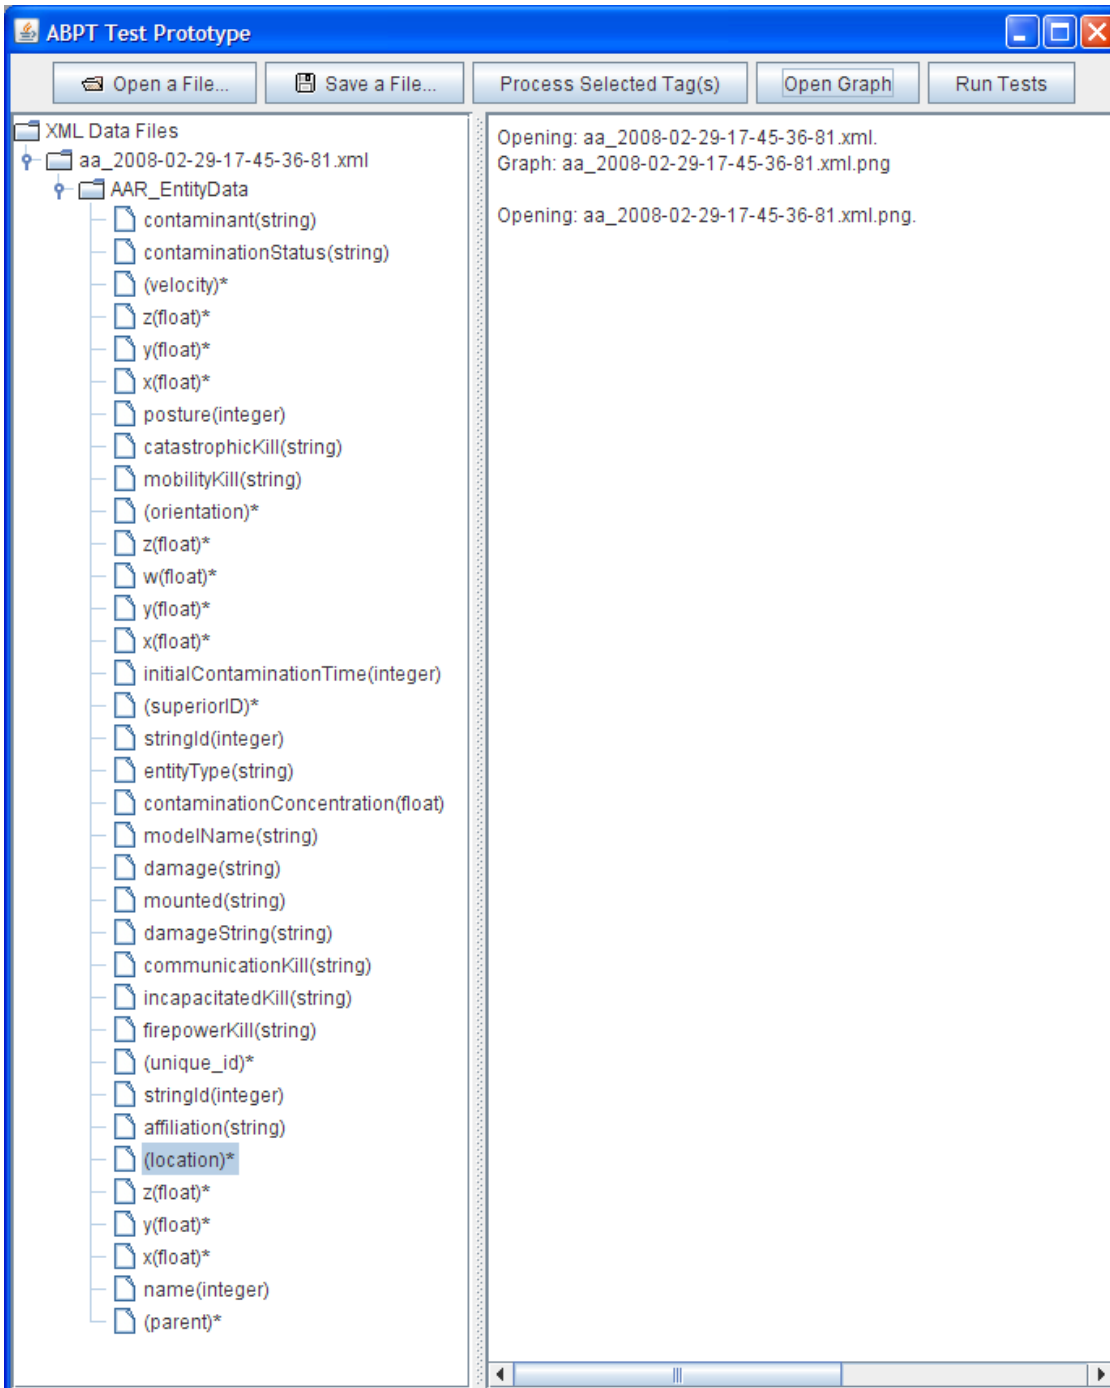 ABPT Test Prototype
Open a File... Save a File... Process Selected Tag(s) Open Graph Run Tests
XML Data Files
aa_2008-02-29-17-45-36-81.xml
AAR_EntityData
contaminant(string)
contaminationStatus(string)
(velocity)*
z(float)*
y(float)*
x(float)*
posture(integer)
catastrophicKill(string)
mobilityKill(string)
(orientation)*
z(float)*
w(float)*
y(float)*
x(float)*
initialContaminationTime(integer)
(superiorID)*
stringId(integer)
entityType(string)
contaminationConcentration(float)
modelName(string)
damage(string)
mounted(string)
damageString(string)
communicationKill(string)
incapacitatedKill(string)
firepowerKill(string)
(unique_id)*
stringId(integer)
affiliation(string)
(location)*
z(float)*
y(float)*
x(float)*
name(integer)
(parent)*
Opening: aa_2008-02-29-17-45-36-81.xml.
Graph: aa_2008-02-29-17-45-36-81.xml.png
Opening: aa_2008-02-29-17-45-36-81.xml.png.